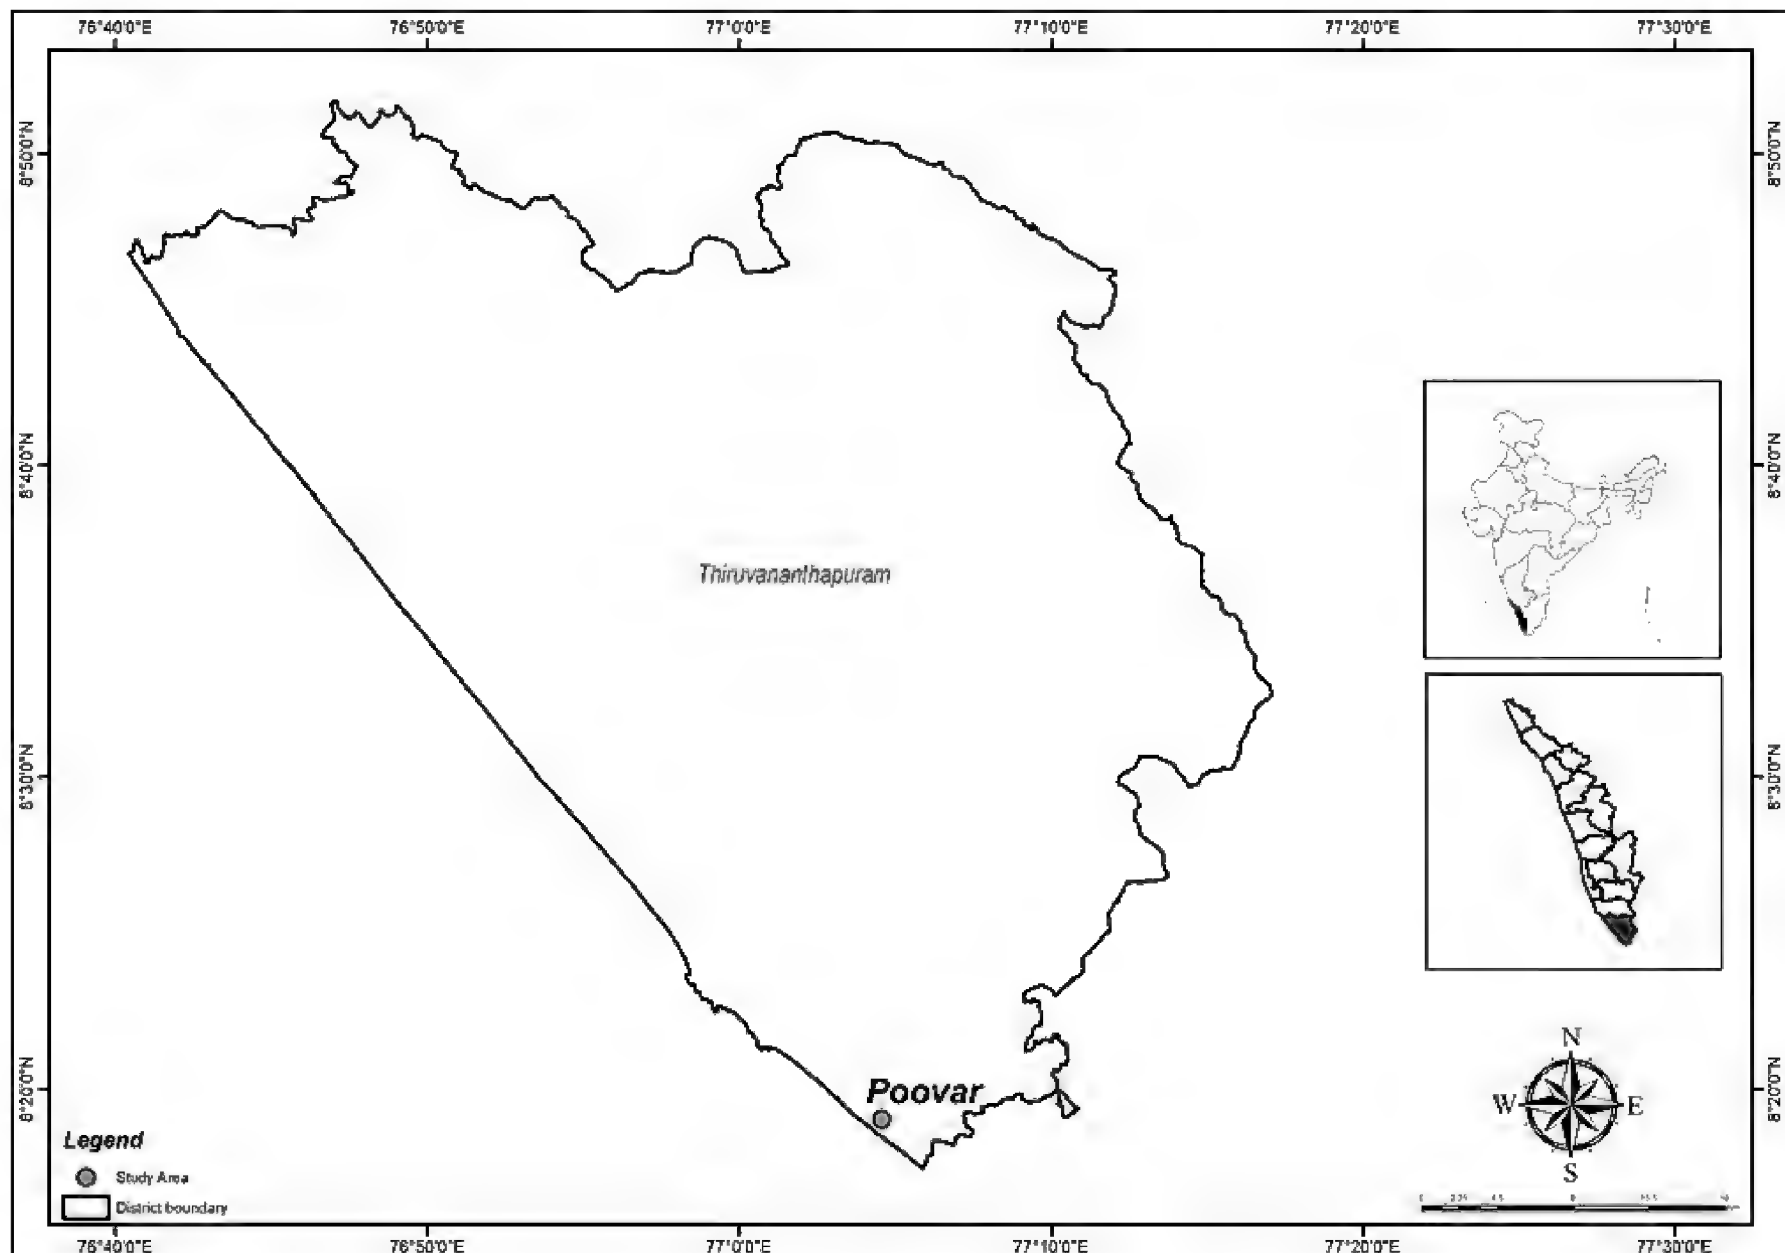 76°40'0"E 76°50'0"E 77°0'0"E 77°10'0"E 77°20'0"E 77°30'0"E
8°50'0"N 8°50'0"N
8°40'0"N 8°40'0"N
Thiruvananthapuram
8°30'0"N 8°30'0"N
N
8°20'0"N Poovar W E 8°20'0"N
S
Legend
Study Area
District boundary
76°40'0"E 76°50'0"E 77°0'0"E 77°10'0"E 77°20'0"E 77°30'0"E